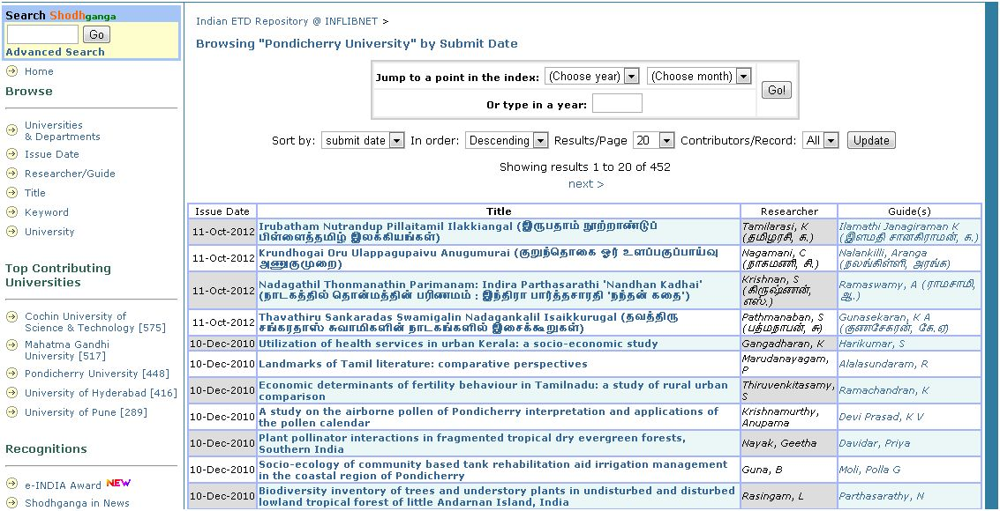 Search Shodhganga
Go
Advanced Search
Home
Browse
Universities
& Departments
Issue Date
Researcher/Guide
Title
Keyword
University
Top Contributing
Universities
Cochin University of
Science & Technology [575]
Mahatma Gandhi
University [517]
Pondicherry University [448]
University of Hyderabad [416]
University of Pune [289]
Recognitions
e-INDIA Award NEW
Shodhganga in News
Indian ETD Repository @ INFLIBNET >
Browsing "Pondicherry University" by Submit Date
Jump to a point in the index: (Choose year) (Choose month)
Go!
Or type in a year:
Sort by: submit date In order: Descending Results/Page 20 Contributors/Record: All Update
Showing results 1 to 20 of 452
next >
Issue Date Title Researcher Guide(s)
11-Oct-2012 Irubatham Nutrandup Pillaitamil Ilakkiangal (இருபதாம் நூற்றாண்டுப் Tamilarasi, K Ilamathi Janagiraman K
பிள்ளைத்தமிழ் இலக்கியங்கள்) (தமிழரசி, க.) (இளமதி சானகிராமன், க.)
11-Oct-2012 Krundhogai Oru Ulappagupaivu Anugumurai (குறுந்தொகை ஓர் உளப்பகுப்பாய்வு Nagamani, C Nalankilli, Aranga
அணுகுமுறை) (நாகமணி, சி.) (நலங்கிள்ளி, அரங்க)
11-Oct-2012 Nadagathil Thonmanathin Parimanam: Indira Parthasarathi 'Nandhan Kadhai' Krishnan, S Ramaswamy, A (ராமசாமி,
(நாடகத்தில் தொன்மத்தின் பரிணமம் : இந்திரா பார்த்தசாரதி 'நந்தன் கதை') (கிருஷ்ணன், ஆ.)
எஸ்.)
11-Oct-2012 Thavathiru Sankaradas Swamigalin Nadagankalil Isaikkurugal (தவத்திரு Pathmanaban, S Gunasekaran, K A
சங்கரதாஸ் சுவாமிகளின் நாடகங்களில் இசைக்கூறுகள்) (பத்மநாபன், சு) (குணசேகரன், கே.ஏ)
10-Dec-2010 Utilization of health services in urban Kerala: a socio-economic study Gangadharan, K Harikumar, S
10-Dec-2010 Landmarks of Tamil literature: comparative perspectives Marudanayagam, Alalasundaram, R
P
10-Dec-2010 Economic determinants of fertility behaviour in Tamilnadu: a study of rural urban Thiruvenkitasamy, Ramachandran, K
comparison S
10-Dec-2010 A study on the airborne pollen of Pondicherry interpretation and applications of Krishnamurthy, Devi Prasad, K V
the pollen calendar Anupama
10-Dec-2010 Plant pollinator interactions in fragmented tropical dry evergreen forests, Nayak, Geetha Davidar, Priya
Southern India
10-Dec-2010 Socio-ecology of community based tank rehabilitation aid irrigation management Guna, B Moli, Polla G
in the coastal region of Pondicherry
10-Dec-2010 Biodiversity inventory of trees and understory plants in undisturbed and disturbed Rasingam, L Parthasarathy, N
lowland tropical forest of little Andarnan Island, India